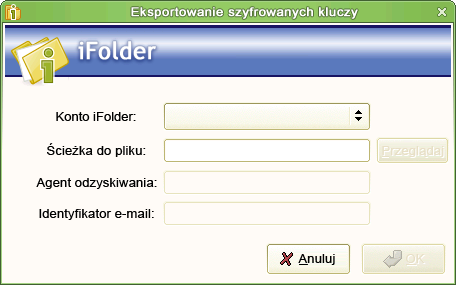 Eksportowanie szyfrowanych kluczy
iFolder
Konto iFolder:
Ścieżka do pliku:
Przeglądaj
Agent odzyskiwania:
Identyfikator e-mail:
Anuluj
OK